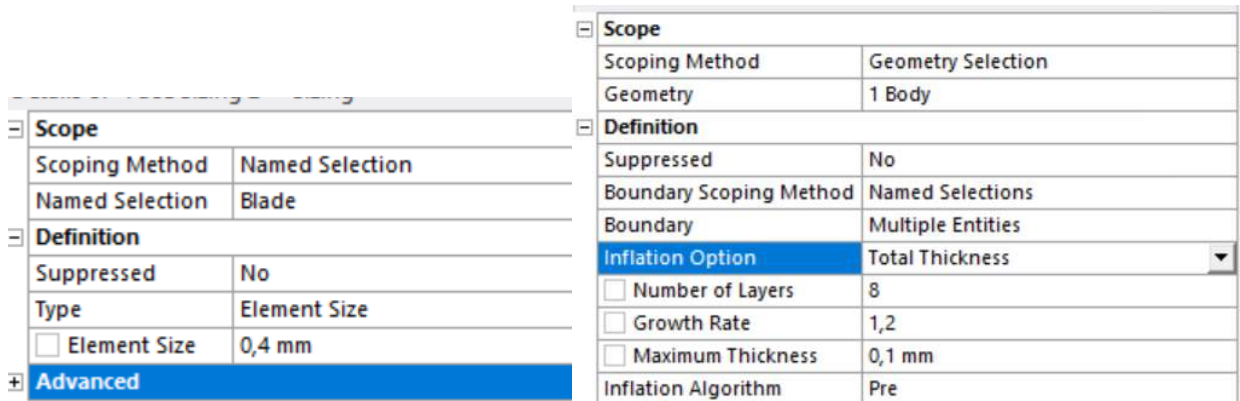 Scope
Scoping Method Named Selection
Named Selection Blade
Definition
Suppressed No
Type Element Size
Element Size 0,4 mm
Advanced
Scope
Scoping Method Geometry Selection
Geometry 1 Body
Definition
Suppressed No
Boundary Scoping Method Named Selections
Boundary Multiple Entities
Inflation Option Total Thickness
Number of Layers 8
Growth Rate 1,2
Maximum Thickness 0,1 mm
Inflation Algorithm Pre